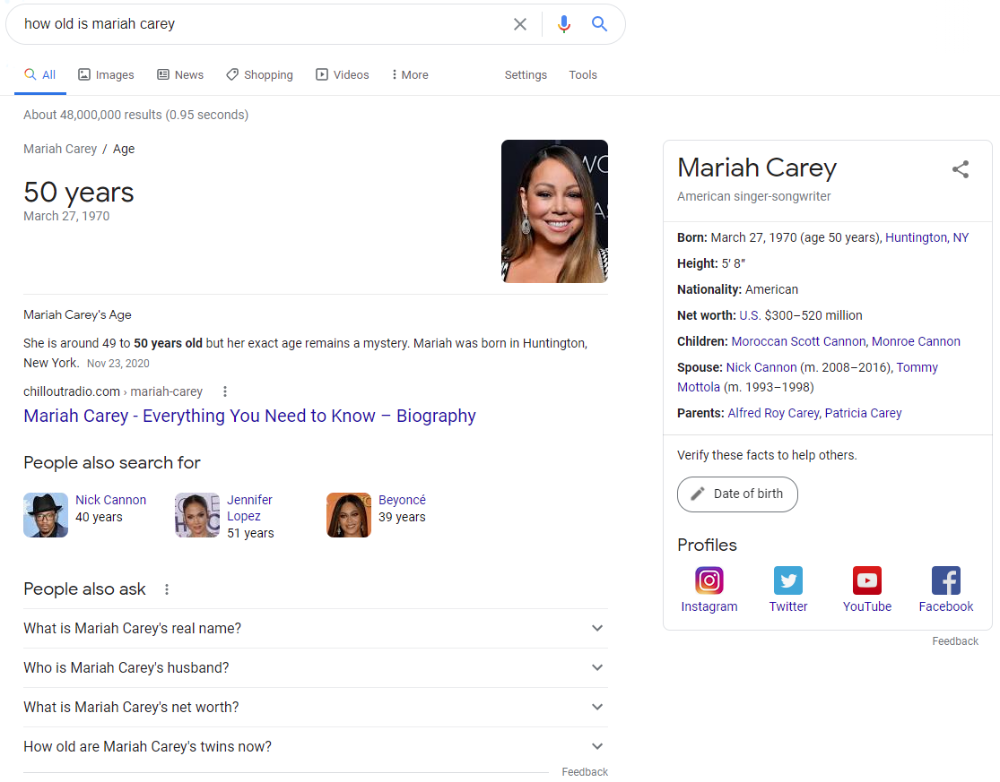 how old is mariah carey
All Images News Shopping Videos More Settings Tools
About 48,000,000 results (0.95 seconds)
Mariah Carey / Age
50 years
March 27, 1970
Mariah Carey's Age
She is around 49 to 50 years old but her exact age remains a mystery. Mariah was born in Huntington,
New York. Nov 23, 2020
chilloutradio.com › mariah-carey
Mariah Carey - Everything You Need to Know – Biography
People also search for
Nick Cannon
40 years
Jennifer
Lopez
51 years
Beyoncé
39 years
People also ask
What is Mariah Carey's real name?
Who is Mariah Carey's husband?
What is Mariah Carey's net worth?
How old are Mariah Carey's twins now?
Feedback
Mariah Carey
American singer-songwriter
Born: March 27, 1970 (age 50 years), Huntington, NY
Height: 5′ 8″
Nationality: American
Net worth: U.S. $300–520 million
Children: Moroccan Scott Cannon, Monroe Cannon
Spouse: Nick Cannon (m. 2008–2016), Tommy
Mottola (m. 1993–1998)
Parents: Alfred Roy Carey, Patricia Carey
Verify these facts to help others.
Date of birth
Profiles
Instagram Twitter YouTube Facebook
Feedback